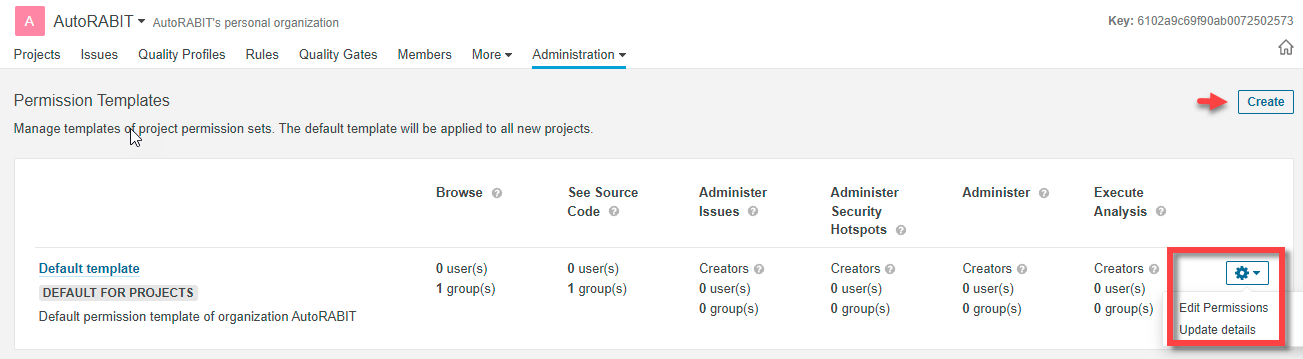 A AutoRABIT AutoRABIT's personal organization Key: 6102a9c69f90ab0072502573
Projects Issues Quality Profiles Rules Quality Gates Members More Administration
Permission Templates
Create
Manage templates of project permission sets. The default template will be applied to all new projects.
Browse ? See Source Code ? Administer Issues ? Administer Security Hotspots ? Administer ? Execute Analysis ?
Default template 0 user(s) 0 user(s) Creators ? Creators ? Creators ? Creators ?
DEFAULT FOR PROJECTS 1 group(s) 1 group(s) 0 user(s) 0 user(s) 0 user(s) 0 user(s)
Default permission template of organization AutoRABIT 0 group(s) 0 group(s) 0 group(s) 0 group(s)
Edit Permissions
Update details